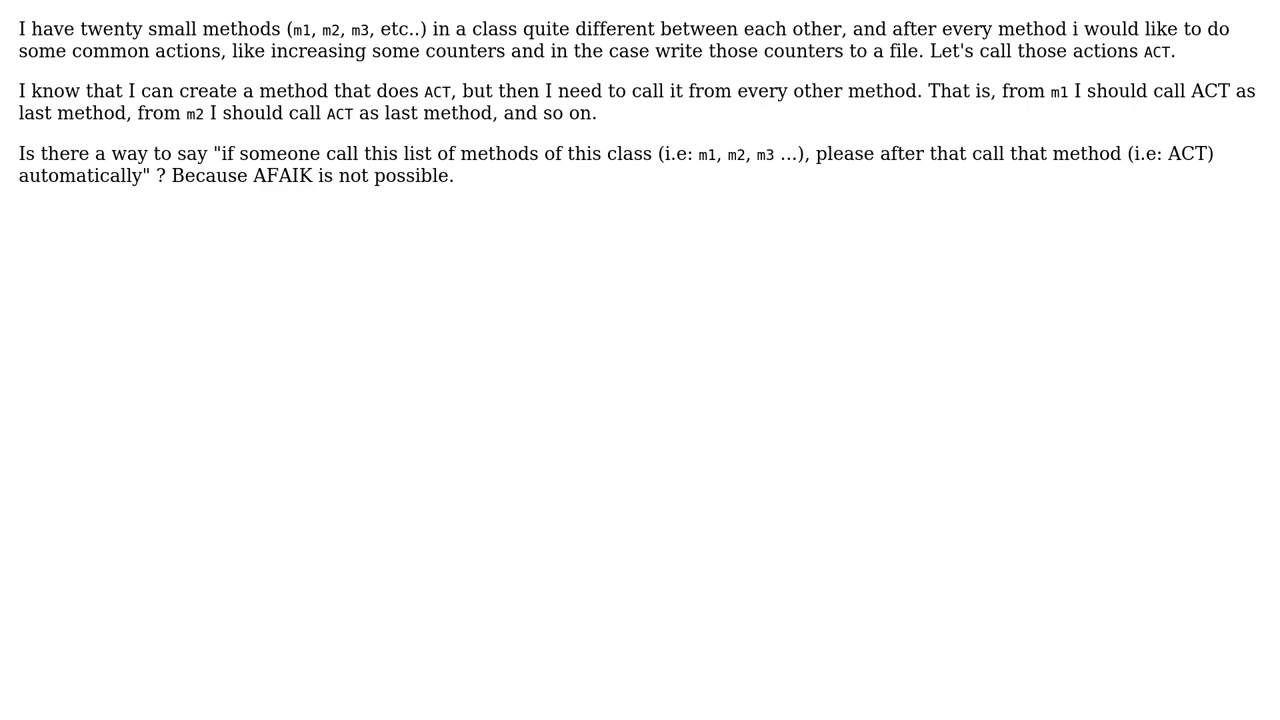 I have twenty small methods (m1, m2, m3, etc..) in a class quite different between each other, and after every method i would like to do
some common actions, like increasing some counters and in the case write those counters to a file. Let's call those actions ACT.
I know that I can create a method that does ACT, but then I need to call it from every other method. That is, from m1 I should call ACT as
last method, from m2 I should call ACT as last method, and so on.
Is there a way to say "if someone call this list of methods of this class (i.e: m1, m2, m3 ...), please after that call that method (i.e: ACT)
automatically" ? Because AFAIK is not possible.